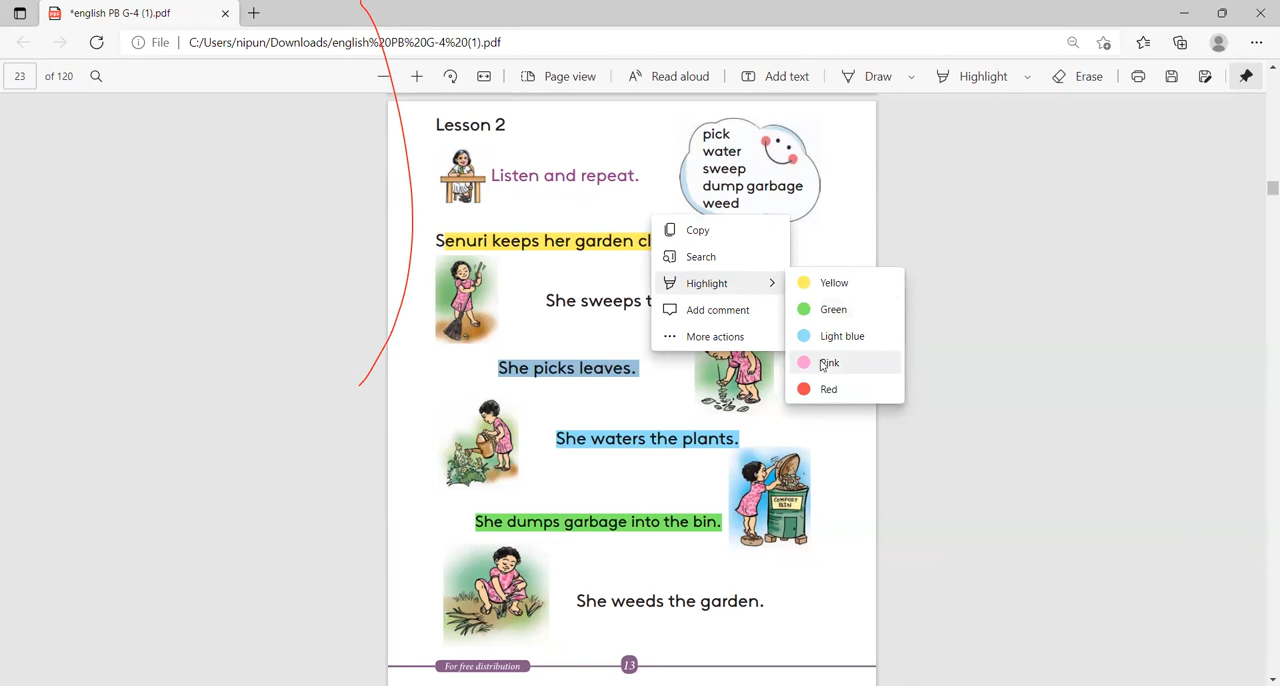 *english PB G-4 (1).pdf
File
C:/Users/nipun/Downloads/english%20PB%20G-4%20(1).pdf
23
of 120
Page view
Read aloud
Add text
Draw
Highlight
Erase
Lesson 2
pick
water
sweep
dump garbage
weed
Listen and repeat.
Senuri keeps her garden cl
Copy
Search
Highlight
Add comment
More actions
Yellow
Green
Light blue
Pink
Red
She sweeps t
She picks leaves.
She waters the plants.
COMPOST
BIN
She dumps garbage into the bin.
She weeds the garden.
For free distribution
13